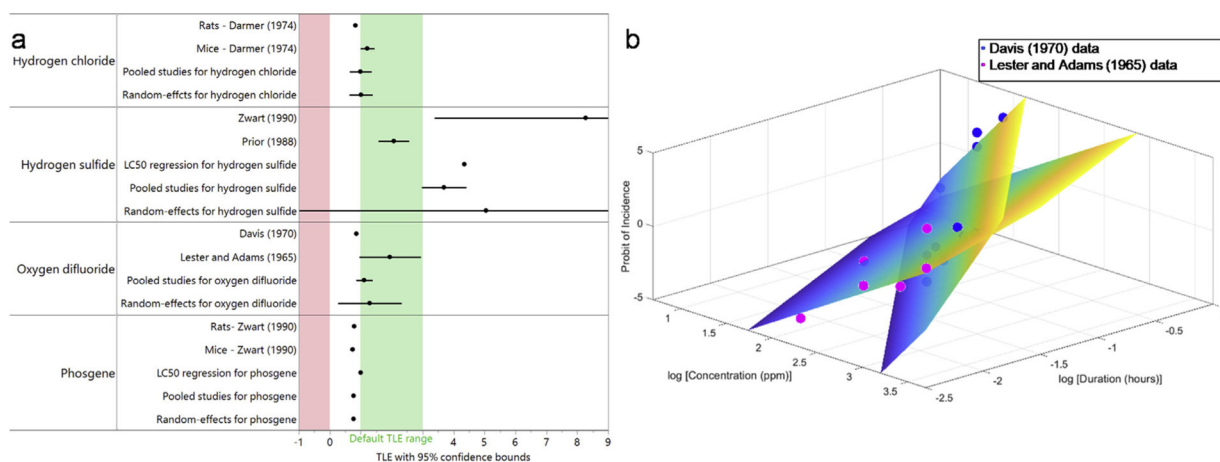 a
Hydrogen chloride
Rats - Darmer (1974)
Mice - Darmer (1974)
Pooled studies for hydrogen chloride
Random-effcts for hydrogen chloride
Hydrogen sulfide
Zwart (1990)
Prior (1988)
LC50 regression for hydrogen sulfide
Pooled studies for hydrogen sulfide
Random-effects for hydrogen sulfide
Oxygen difluoride
Davis (1970)
Lester and Adams (1965)
Pooled studies for oxygen difluoride
Random-effects for oxygen difluoride
Phosgene
Rats- Zwart (1990)
Mice - Zwart (1990)
LC50 regression for phosgene
Pooled studies for phosgene
Random-effects for phosgene
Default TLE range
-1 0 1 2 3 4 5 6 7 8 9
TLE with 95% confidence bounds
b
Davis (1970) data
Lester and Adams (1965) data
Probit of Incidence
5
0
-5
1
1.5
2
2.5
3
3.5
log [Concentration (ppm)]
-2.5
-2
-1.5
-1
-0.5
log [Duration (hours)]